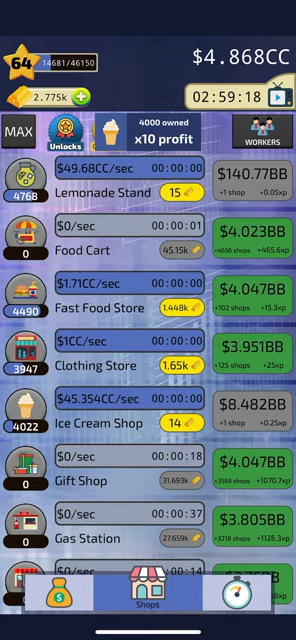 $4.868CC
64 14681/46150
2.775k
02:59:18
MAX
Unlocks
4000 owned
x10 profit
WORKERS
$49.68CC/sec 00:00:00
$140.77BB
4768 Lemonade Stand 15
+1 shop +0.05xp
$0/sec 00:00:01
$4.023BB
0 Food Cart 45.15k
+4656 shops +465.6xp
$1.71CC/sec 00:00:00
$4.047BB
4490 Fast Food Store 1.448k
+102 shops +15.3xp
$1CC/sec 00:00:00
$3.951BB
3947 Clothing Store 1.65k
+125 shops +25xp
$45.354CC/sec 00:00:00
$8.482BB
4022 Ice Cream Shop 14
+1 shop +0.25xp
$0/sec 00:00:18
$4.047BB
0 Gift Shop 31.693k
+3569 shops +1070.7xp
$0/sec 00:00:37
$3.805BB
0 Gas Station 27.659k
+3218 shops +1126.3xp
Shops